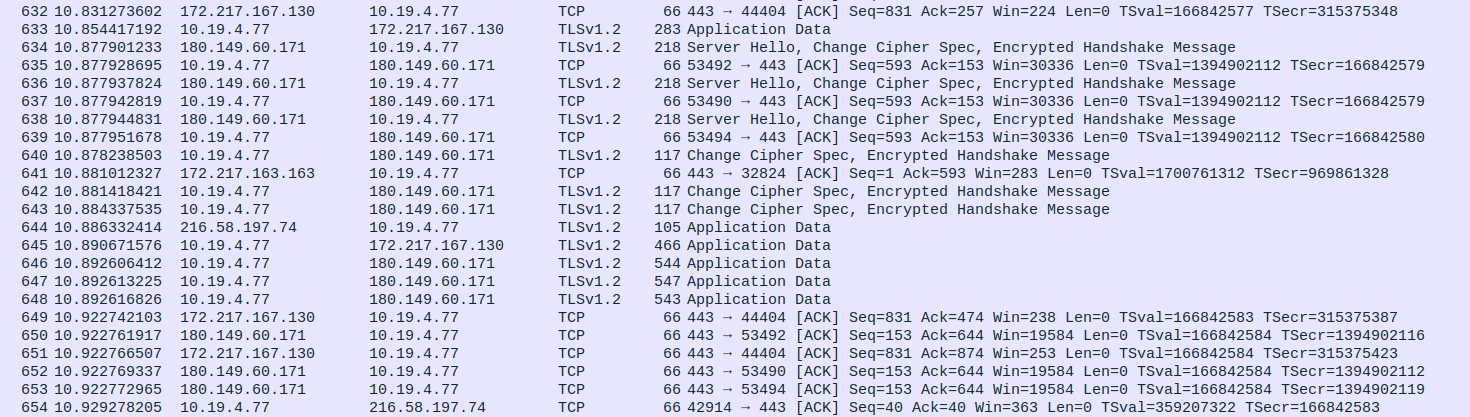 632 10.831273602 172.217.167.130 10.19.4.77 TCP 66 443 → 44404 [ACK] Seq=831 Ack=257 Win=224 Len=0 TSval=166842577 TSecr=315375348
633 10.854417192 10.19.4.77 172.217.167.130 TLSv1.2 283 Application Data
634 10.877901233 180.149.60.171 10.19.4.77 TLSv1.2 218 Server Hello, Change Cipher Spec, Encrypted Handshake Message
635 10.877928695 10.19.4.77 180.149.60.171 TCP 66 53492 → 443 [ACK] Seq=593 Ack=153 Win=30336 Len=0 TSval=1394902112 TSecr=166842579
636 10.877937824 180.149.60.171 10.19.4.77 TLSv1.2 218 Server Hello, Change Cipher Spec, Encrypted Handshake Message
637 10.877942819 10.19.4.77 180.149.60.171 TCP 66 53490 → 443 [ACK] Seq=593 Ack=153 Win=30336 Len=0 TSval=1394902112 TSecr=166842579
638 10.877944831 180.149.60.171 10.19.4.77 TLSv1.2 218 Server Hello, Change Cipher Spec, Encrypted Handshake Message
639 10.877951678 10.19.4.77 180.149.60.171 TCP 66 53494 → 443 [ACK] Seq=593 Ack=153 Win=30336 Len=0 TSval=1394902112 TSecr=166842580
640 10.878238503 10.19.4.77 180.149.60.171 TLSv1.2 117 Change Cipher Spec, Encrypted Handshake Message
641 10.881012327 172.217.163.163 10.19.4.77 TCP 66 443 → 32824 [ACK] Seq=1 Ack=593 Win=283 Len=0 TSval=1700761312 TSecr=969861328
642 10.881418421 10.19.4.77 180.149.60.171 TLSv1.2 117 Change Cipher Spec, Encrypted Handshake Message
643 10.884337535 10.19.4.77 180.149.60.171 TLSv1.2 117 Change Cipher Spec, Encrypted Handshake Message
644 10.886332414 216.58.197.74 10.19.4.77 TLSv1.2 105 Application Data
645 10.890671576 10.19.4.77 172.217.167.130 TLSv1.2 466 Application Data
646 10.892606412 10.19.4.77 180.149.60.171 TLSv1.2 544 Application Data
647 10.892613225 10.19.4.77 180.149.60.171 TLSv1.2 547 Application Data
648 10.892616826 10.19.4.77 180.149.60.171 TLSv1.2 543 Application Data
649 10.922742103 172.217.167.130 10.19.4.77 TCP 66 443 → 44404 [ACK] Seq=831 Ack=474 Win=238 Len=0 TSval=166842583 TSecr=315375387
650 10.922761917 180.149.60.171 10.19.4.77 TCP 66 443 → 53492 [ACK] Seq=153 Ack=644 Win=19584 Len=0 TSval=166842584 TSecr=1394902116
651 10.922766507 172.217.167.130 10.19.4.77 TCP 66 443 → 44404 [ACK] Seq=831 Ack=874 Win=253 Len=0 TSval=166842584 TSecr=315375423
652 10.922769337 180.149.60.171 10.19.4.77 TCP 66 443 → 53490 [ACK] Seq=153 Ack=644 Win=19584 Len=0 TSval=166842584 TSecr=1394902112
653 10.922772965 180.149.60.171 10.19.4.77 TCP 66 443 → 53494 [ACK] Seq=153 Ack=644 Win=19584 Len=0 TSval=166842584 TSecr=1394902119
654 10.929278205 10.19.4.77 216.58.197.74 TCP 66 42914 → 443 [ACK] Seq=40 Ack=40 Win=363 Len=0 TSval=359207322 TSecr=166842583